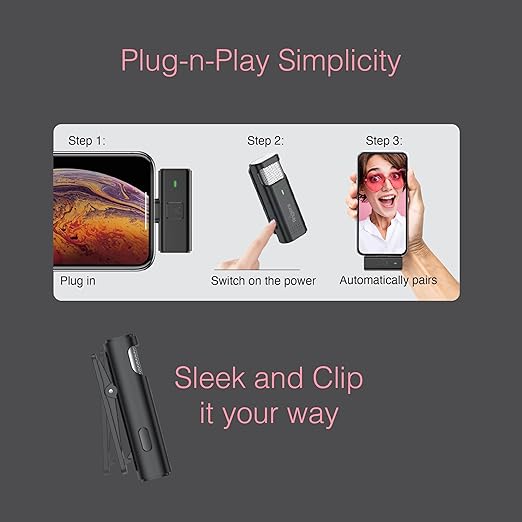 Plug-n-Play Simplicity
Step 1:
Step 2:
Step 3:
Plug in
Switch on the power
Automatically pairs
Sleek and Clip
it your way